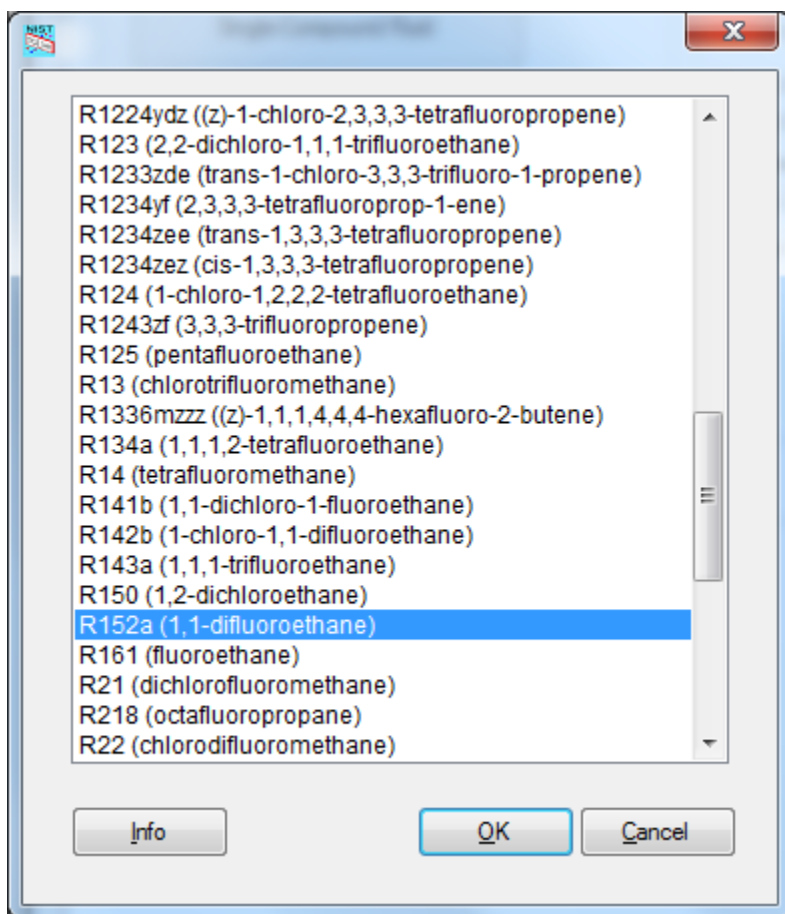 NIST
R1224ydz ((z)-1-chloro-2,3,3,3-tetrafluoropropene)
R123 (2,2-dichloro-1,1,1-trifluoroethane)
R1233zde (trans-1-chloro-3,3,3-trifluoro-1-propene)
R1234yf (2,3,3,3-tetrafluoroprop-1-ene)
R1234zee (trans-1,3,3,3-tetrafluoropropene)
R1234zez (cis-1,3,3,3-tetrafluoropropene)
R124 (1-chloro-1,2,2,2-tetrafluoroethane)
R1243zf (3,3,3-trifluoropropene)
R125 (pentafluoroethane)
R13 (chlorotrifluoromethane)
R1336mzzz ((z)-1,1,1,4,4,4-hexafluoro-2-butene)
R134a (1,1,1,2-tetrafluoroethane)
R14 (tetrafluoromethane)
R141b (1,1-dichloro-1-fluoroethane)
R142b (1-chloro-1,1-difluoroethane)
R143a (1,1,1-trifluoroethane)
R150 (1,2-dichloroethane)
R152a (1,1-difluoroethane)
R161 (fluoroethane)
R21 (dichlorofluoromethane)
R218 (octafluoropropane)
R22 (chlorodifluoromethane)
Info OK Cancel